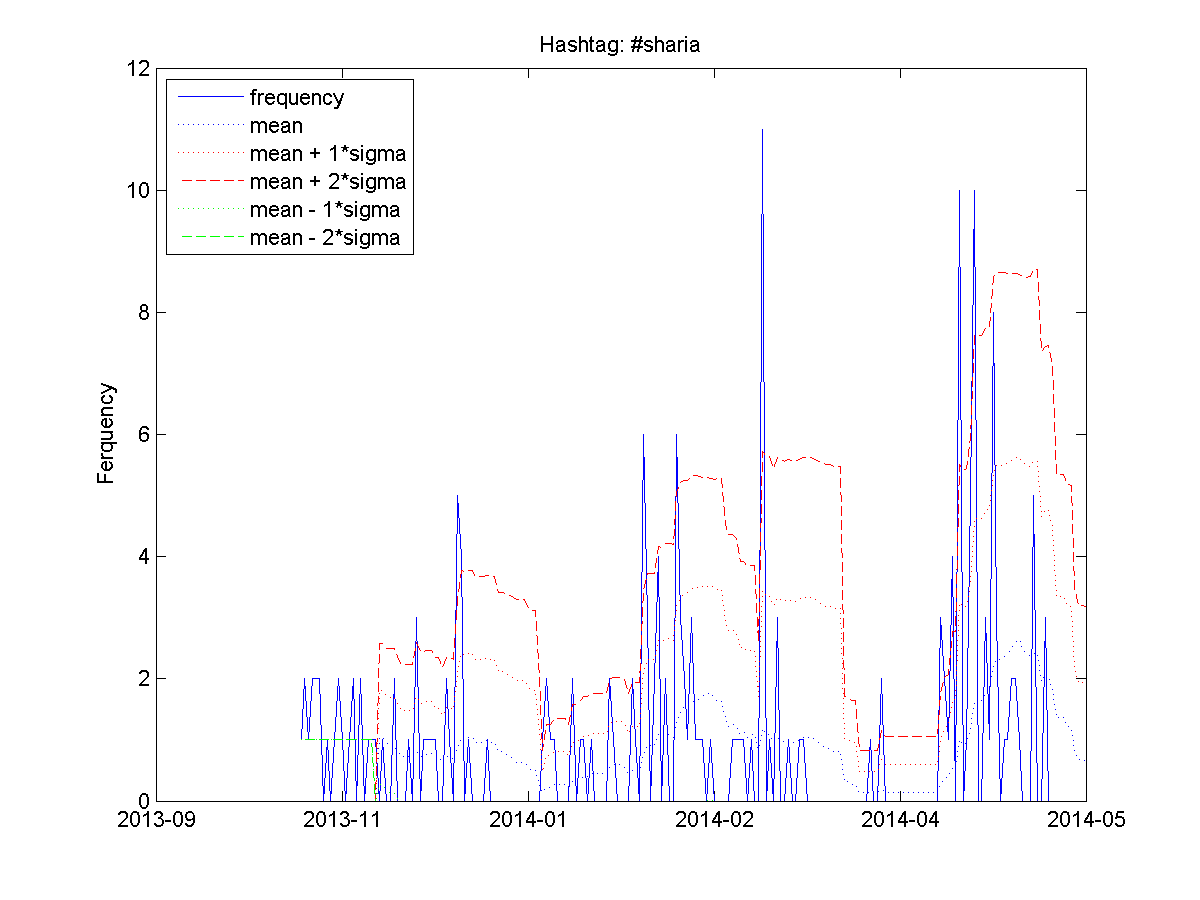 Hashtag: #sharia
12
frequency
mean
mean + 1*sigma
mean + 2*sigma
mean - 1*sigma
mean - 2*sigma
10
8
6
4
2
0
Ferquency
2013-09
2013-11
2014-01
2014-02
2014-04
2014-05